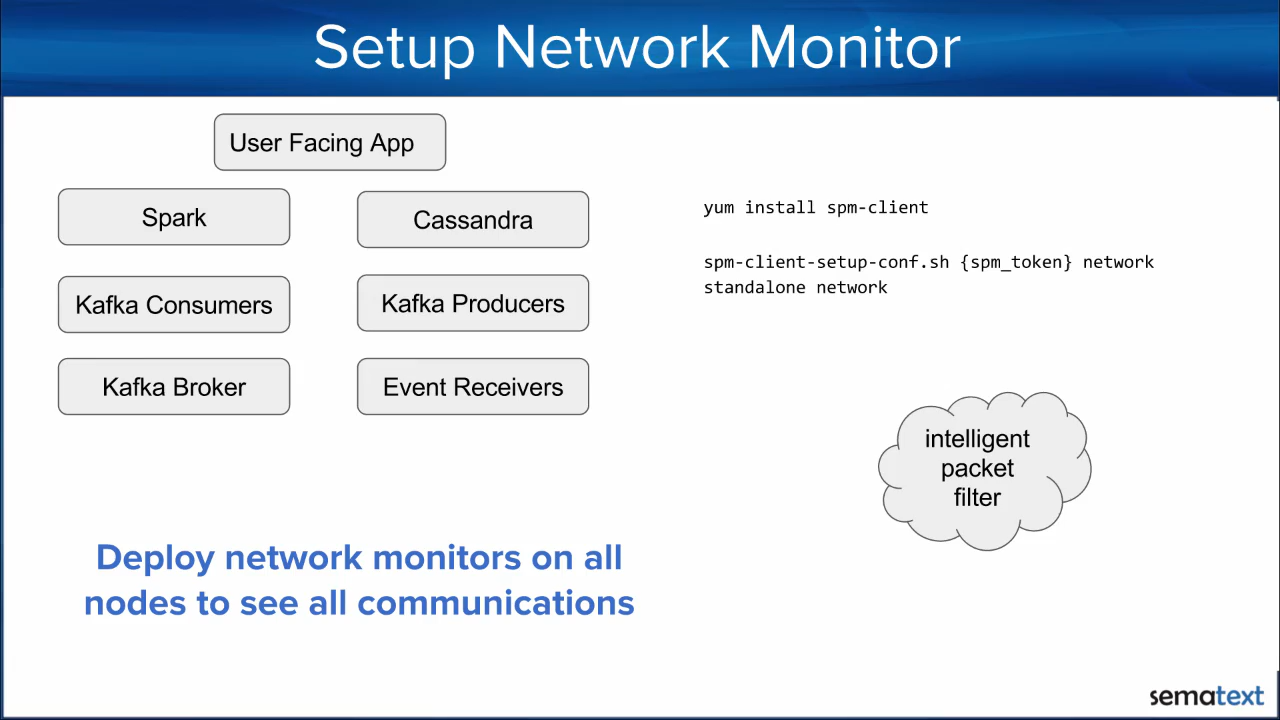 Setup Network Monitor
User Facing App
Spark
Cassandra
Kafka Consumers
Kafka Producers
Kafka Broker
Event Receivers
yum install spm-client
spm-client-setup-conf.sh {spm_token} network
standalone network
intelligent
packet
filter
Deploy network monitors on all
nodes to see all communications
sematext